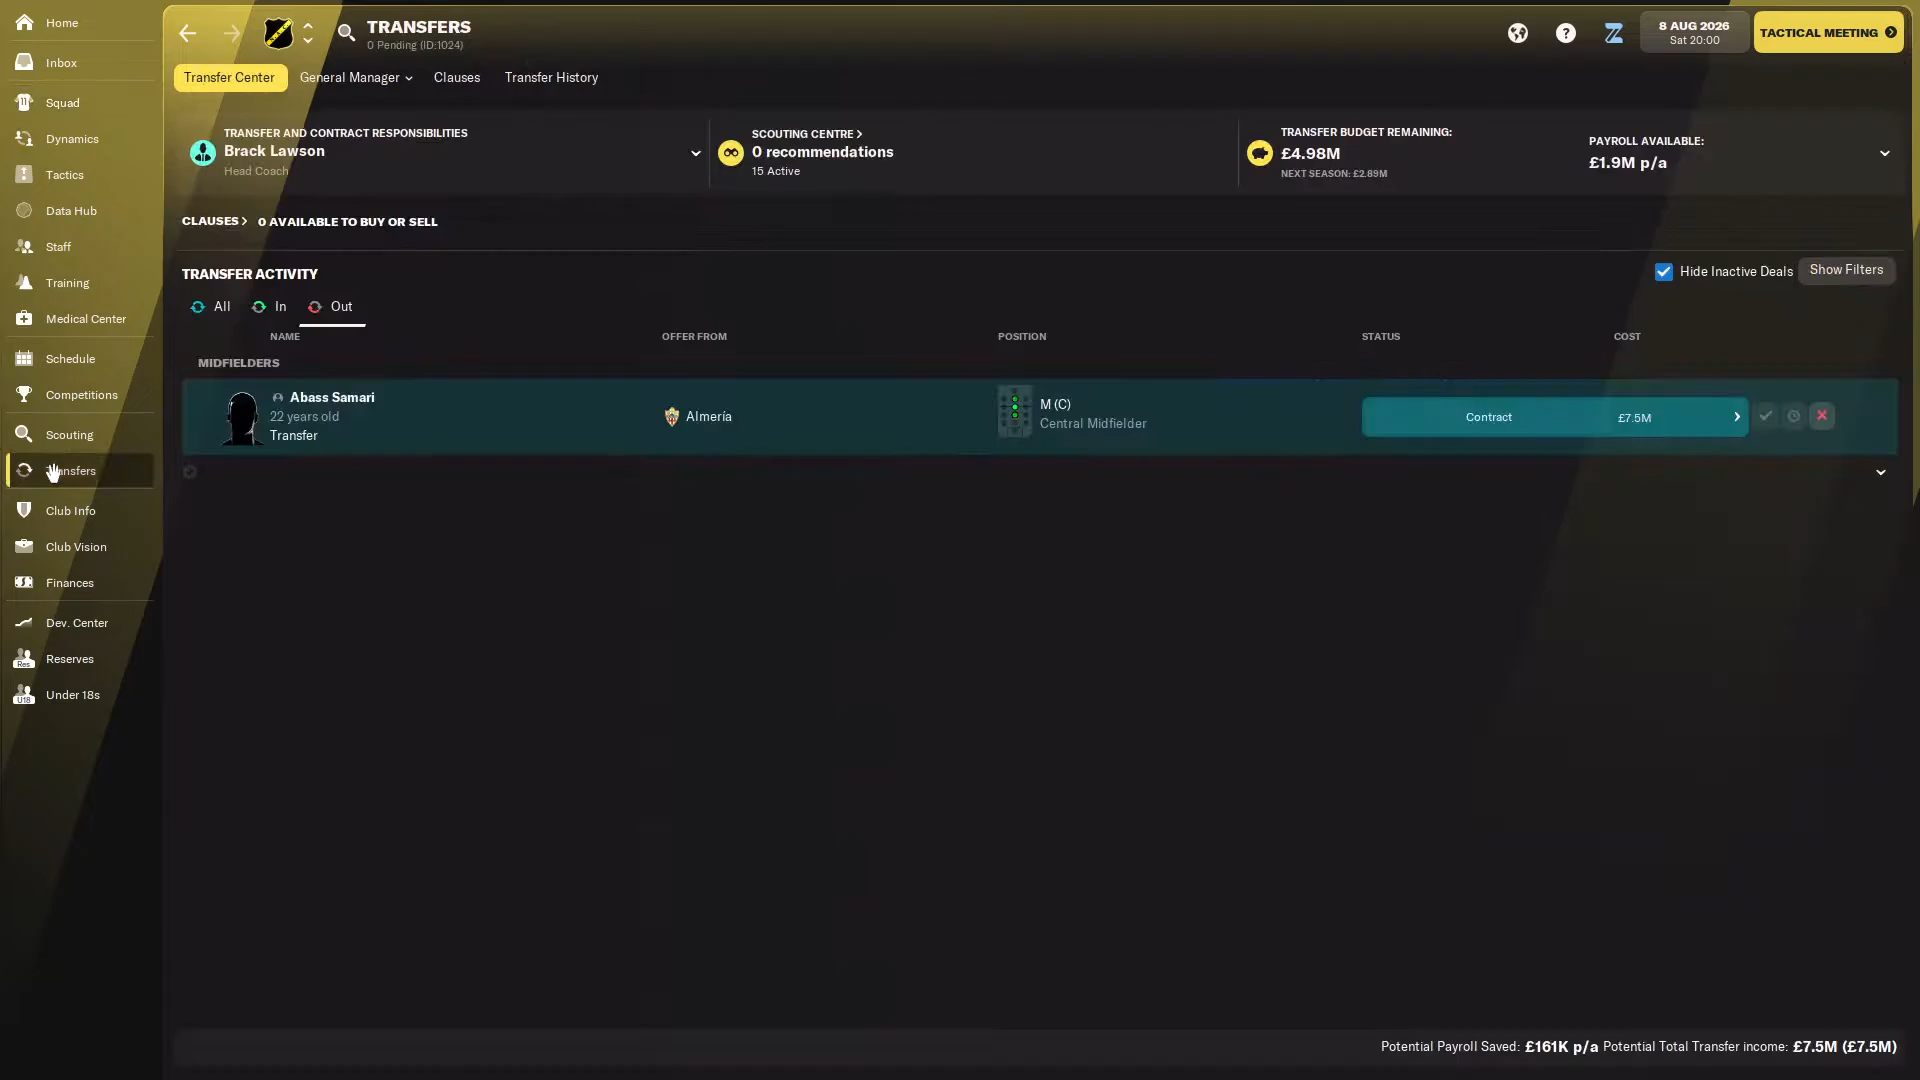 Home
Inbox
Squad
Dynamics
Tactics
Data Hub
Staff
Training
Medical Center
Schedule
Competitions
Scouting
nsfers
Club Info
Club Vision
Finances
Dev. Center
Res
Reserves
U18
Under 18s
TRANSFERS
0 Pending (ID:1024)
8 AUG 2026
Sat 20:00
TACTICAL MEETING
Transfer Center
General Manager
Clauses
Transfer History
TRANSFER AND CONTRACT RESPONSIBILITIES
Brack Lawson
Head Coach
SCOUTING CENTRE >
0 recommendations
15 Active
TRANSFER BUDGET REMAINING:
£4.98M
NEXT SEASON: £2.89M
PAYROLL AVAILABLE:
£1.9M p/a
CLAUSES > 0 AVAILABLE TO BUY OR SELL
TRANSFER ACTIVITY
Hide Inactive Deals
Show Filters
All In Out
NAME OFFER FROM POSITION STATUS COST
MIDFIELDERS
Abass Samari
22 years old
Transfer
Almería
M (C)
Central Midfielder
Contract £7.5M
Potential Payroll Saved: £161K p/a Potential Total Transfer income: £7.5M (£7.5M)